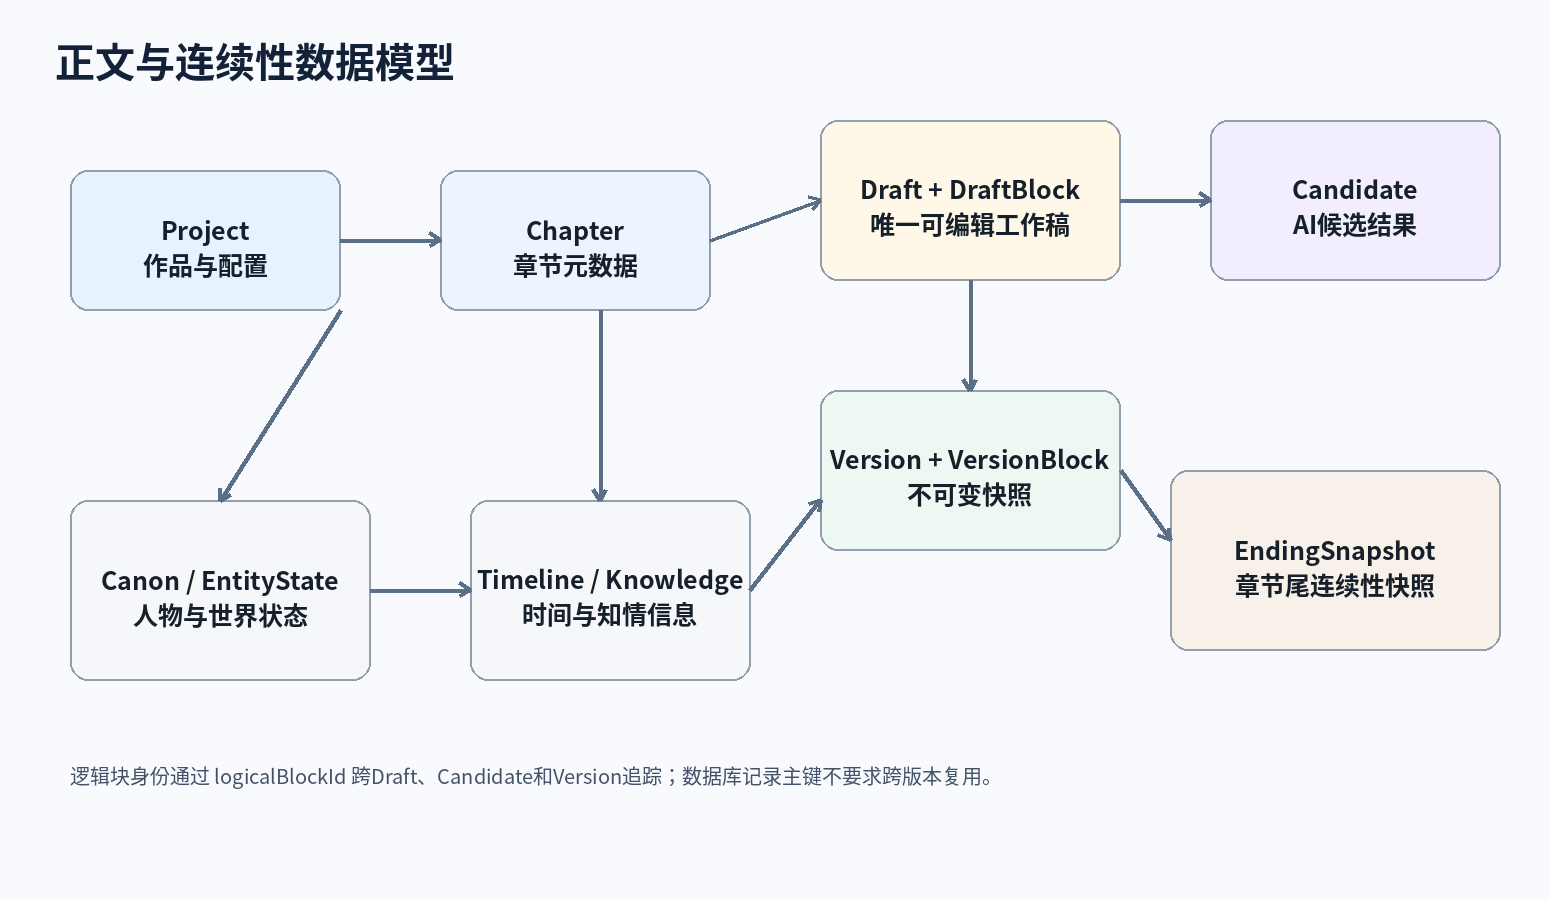 正文与连续性数据模型
Project
作品与配置
Chapter
章节元数据
Draft + DraftBlock
唯一可编辑工作稿
Candidate
AI候选结果
Canon / EntityState
人物与世界状态
Timeline / Knowledge
时间与知情信息
Version + VersionBlock
不可变快照
EndingSnapshot
章节尾连续性快照
逻辑块身份通过 logicalBlockId 跨Draft、Candidate和Version追踪；数据库记录主键不要求跨版本复用。